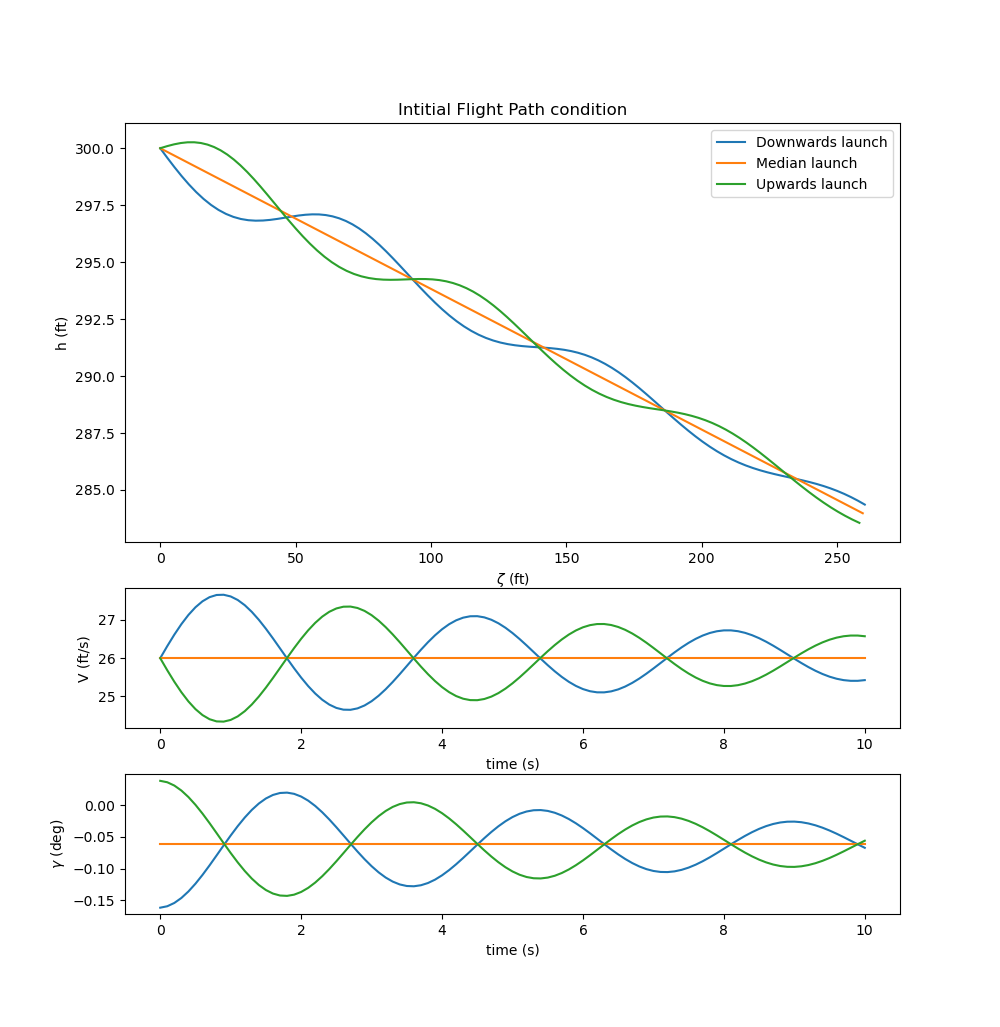 Intitial Flight Path condition
Downwards launch
Median launch
Upwards launch
300.0
297.5
295.0
292.5
290.0
287.5
285.0
h (ft)
0 50 100 150 200 250
ζ (ft)
27
26
25
V (ft/s)
0 2 4 6 8 10
time (s)
0.00
−0.05
−0.10
−0.15
γ (deg)
0 2 4 6 8 10
time (s)